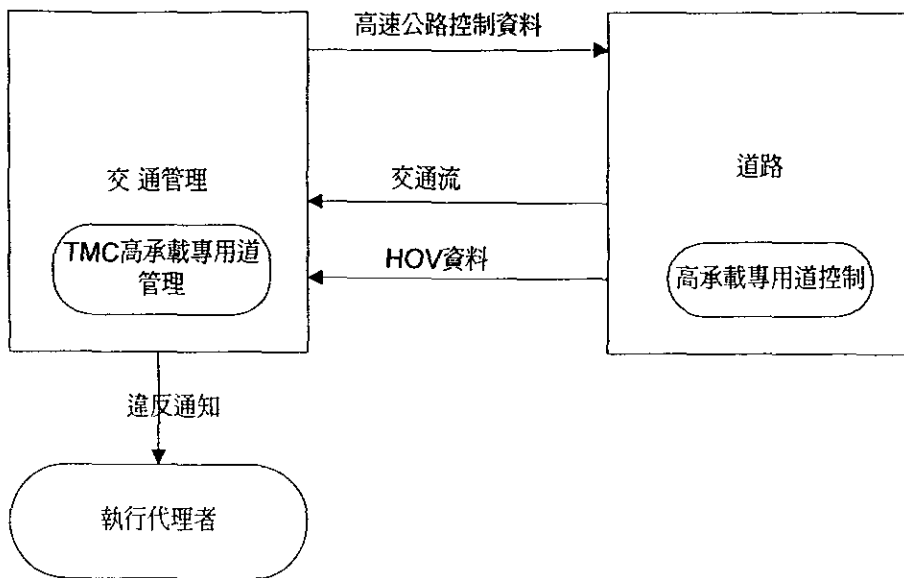 高速公路控制資料
交 通管理
交通流
道路
TMC高承載專用道
管理
HOV資料
高承載專用道控制
違反通知
執行代理者